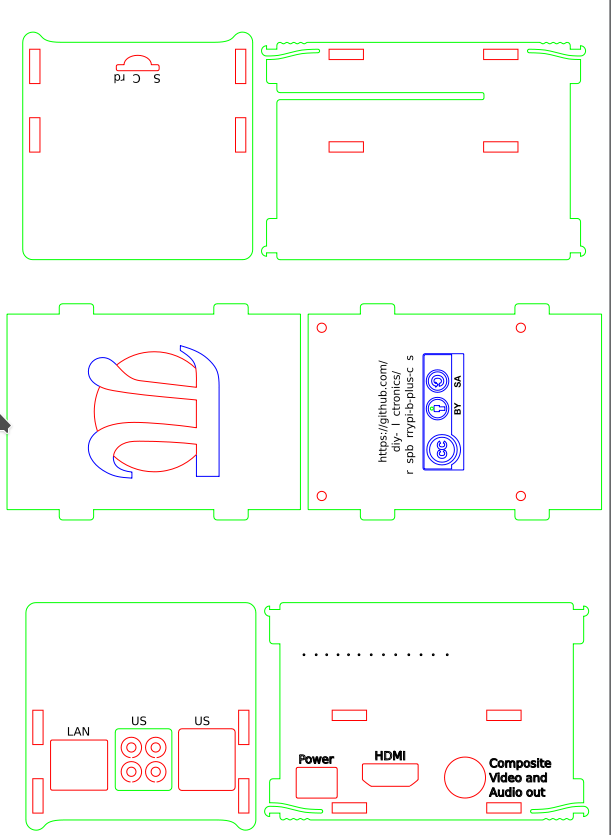 S C rd
https://github.com/
diy- l ctronics/
r spb rrypi-b-plus-c s
BY SA
CC
LAN
US
US
Power
HDMI
Composite
Video and
Audio out